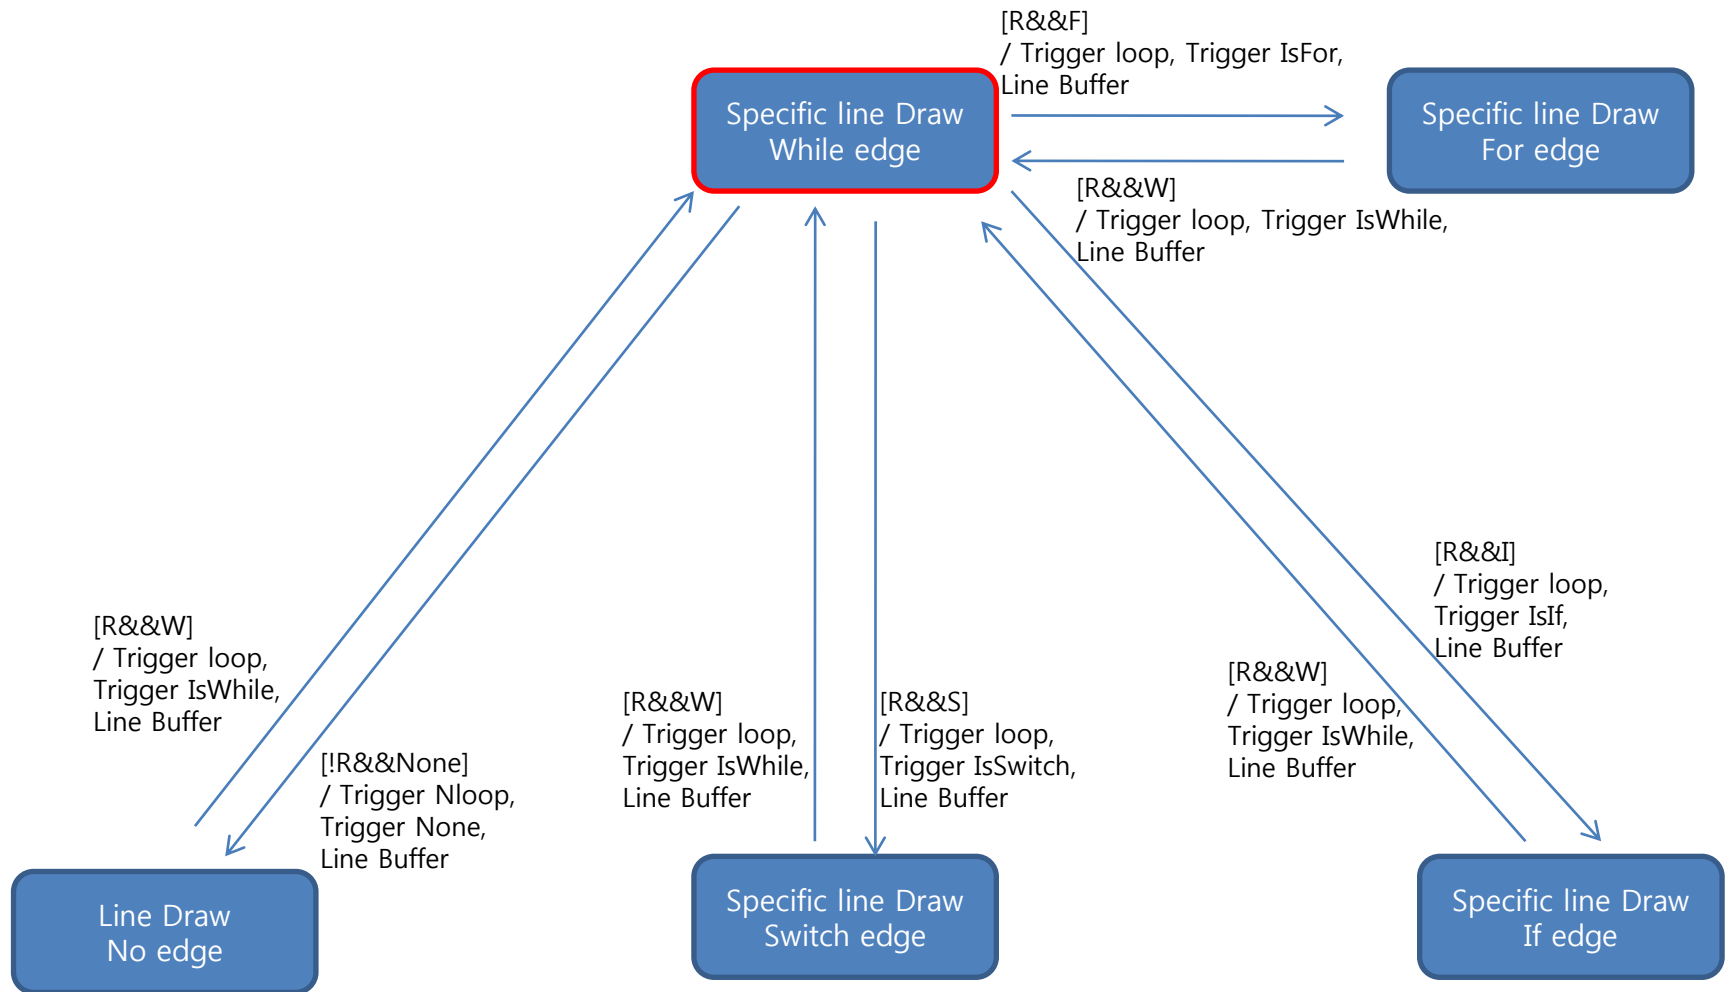 [R&&F]
/ Trigger loop, Trigger IsFor,
Line Buffer
Specific line Draw
While edge
Specific line Draw
For edge
[R&&W]
/ Trigger loop, Trigger IsWhile,
Line Buffer
[R&&I]
/ Trigger loop,
Trigger IsIf,
Line Buffer
[R&&W]
/ Trigger loop,
Trigger IsWhile,
Line Buffer
[!R&&None]
/ Trigger Nloop,
Trigger None,
Line Buffer
[R&&W]
/ Trigger loop,
Trigger IsWhile,
Line Buffer
[R&&S]
/ Trigger loop,
Trigger IsSwitch,
Line Buffer
[R&&W]
/ Trigger loop,
Trigger IsWhile,
Line Buffer
Line Draw
No edge
Specific line Draw
Switch edge
Specific line Draw
If edge